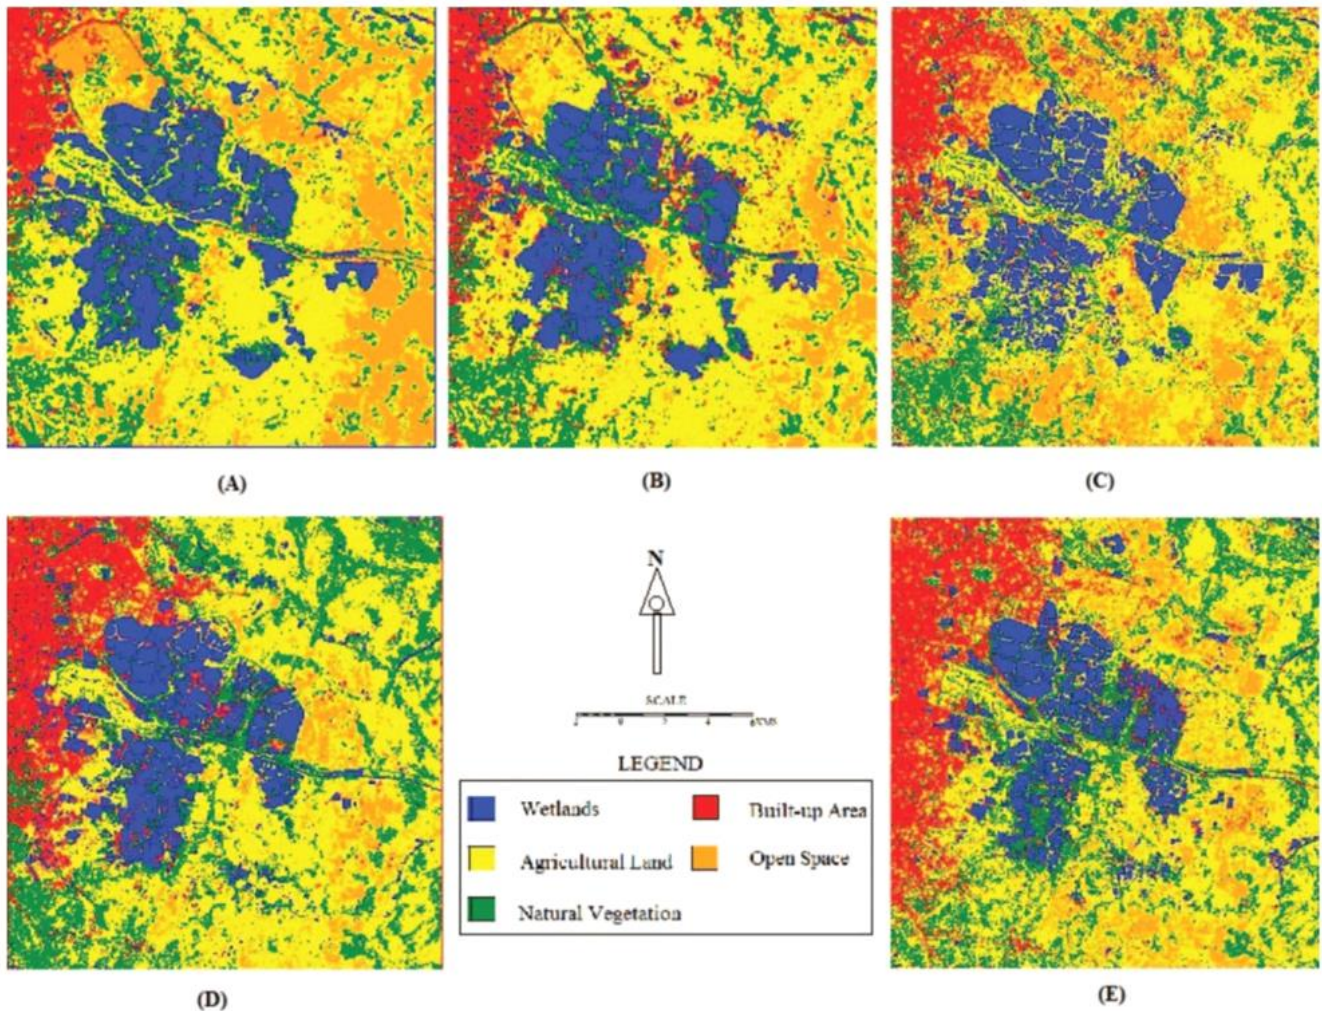 (A)
(B)
(C)
N
SCALE
LEGEND
Wetlands
Built-up Area
Agricultural Land
Open Space
Natural Vegetation
(D)
(E)